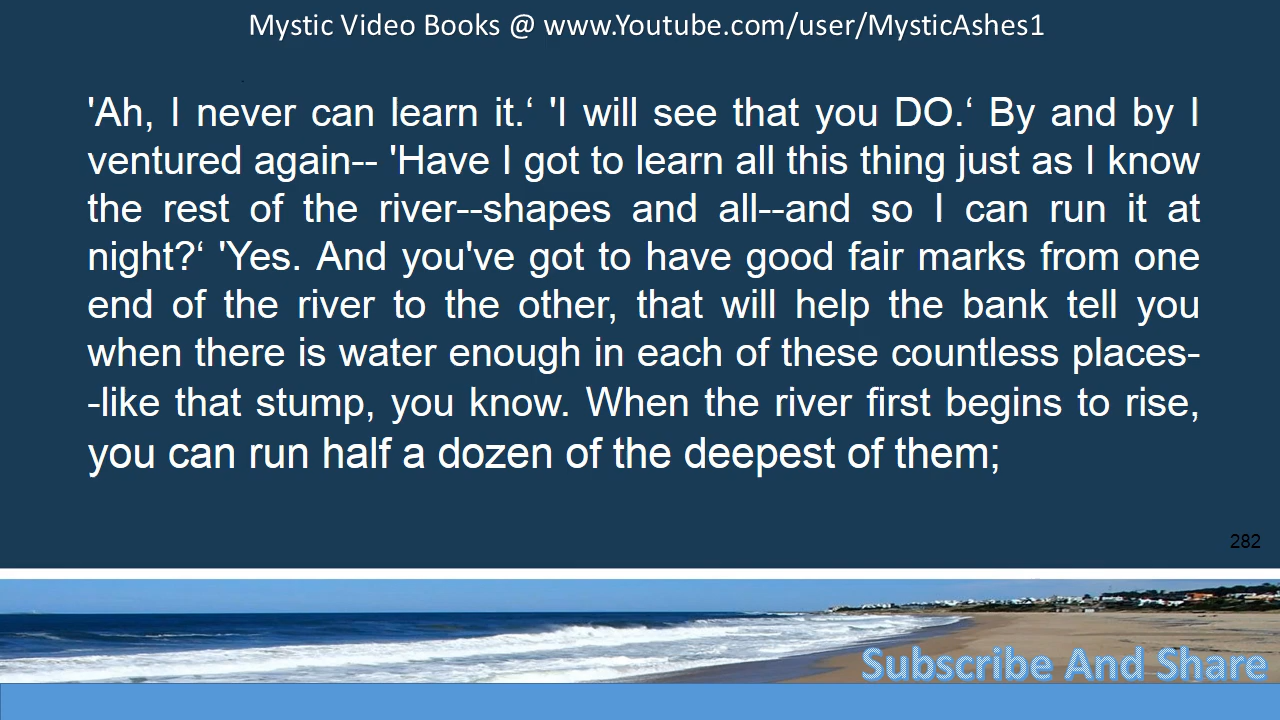 Mystic Video Books @ www.Youtube.com/user/MysticAshes1
'Ah, I never can learn it.‘ 'I will see that you DO.‘ By and by I
ventured again-- 'Have I got to learn all this thing just as I know
the rest of the river--shapes and all--and so I can run it at
night?‘ 'Yes. And you've got to have good fair marks from one
end of the river to the other, that will help the bank tell you
when there is water enough in each of these countless places-
-like that stump, you know. When the river first begins to rise,
you can run half a dozen of the deepest of them;
282
Subscribe And Share